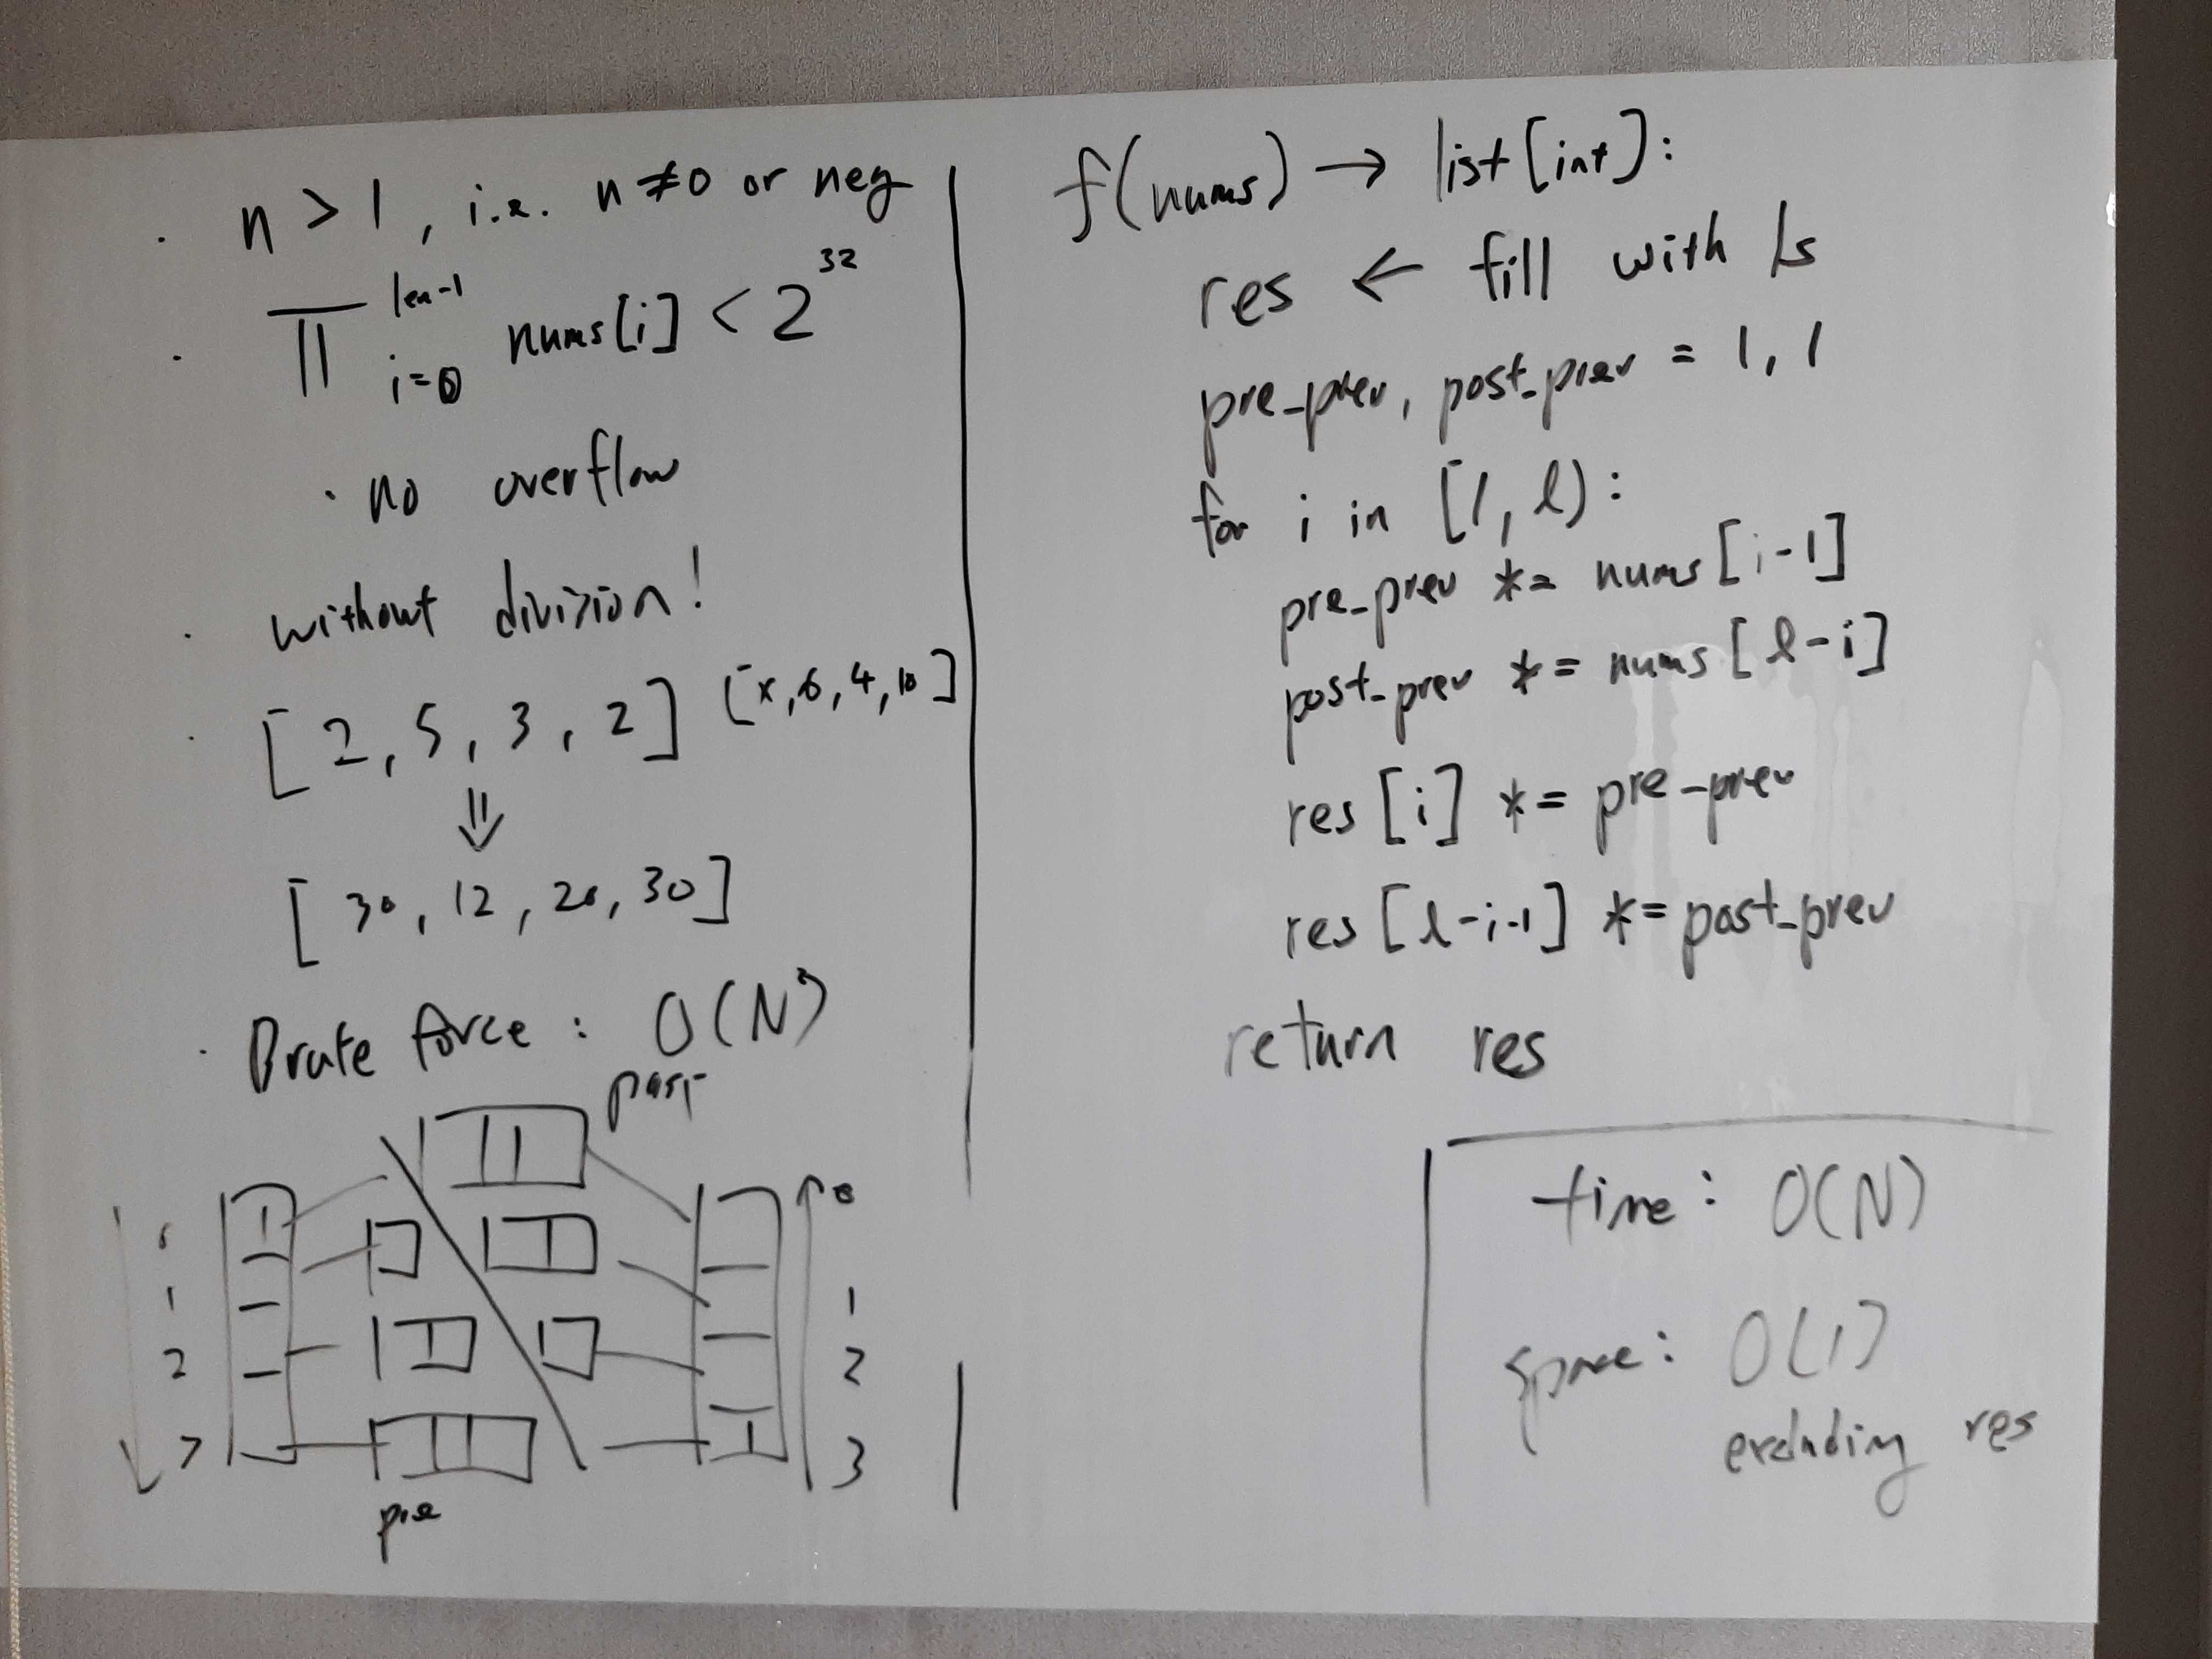 · n > 1, i.e. n ≠ 0 or neg
· ∏ len-1 i=0 nums[i] < 2^32
· no overflow
· without division!
· [2, 5, 3, 2] [x, 6, 4, 10]
⇓
[30, 12, 20, 30]
· Brute force : O(N²)
post
0
1
2
3
0
1
2
3
pre
f(nums) → list[int]:
res ← fill with 1s
pre_prev, post_prev = 1, 1
for i in [1, l):
pre_prev *= nums[i-1]
post_prev *= nums[l-i]
res[i] *= pre_prev
res[l-i-1] *= post_prev
return res
time: O(N)
space: O(1)
excluding res